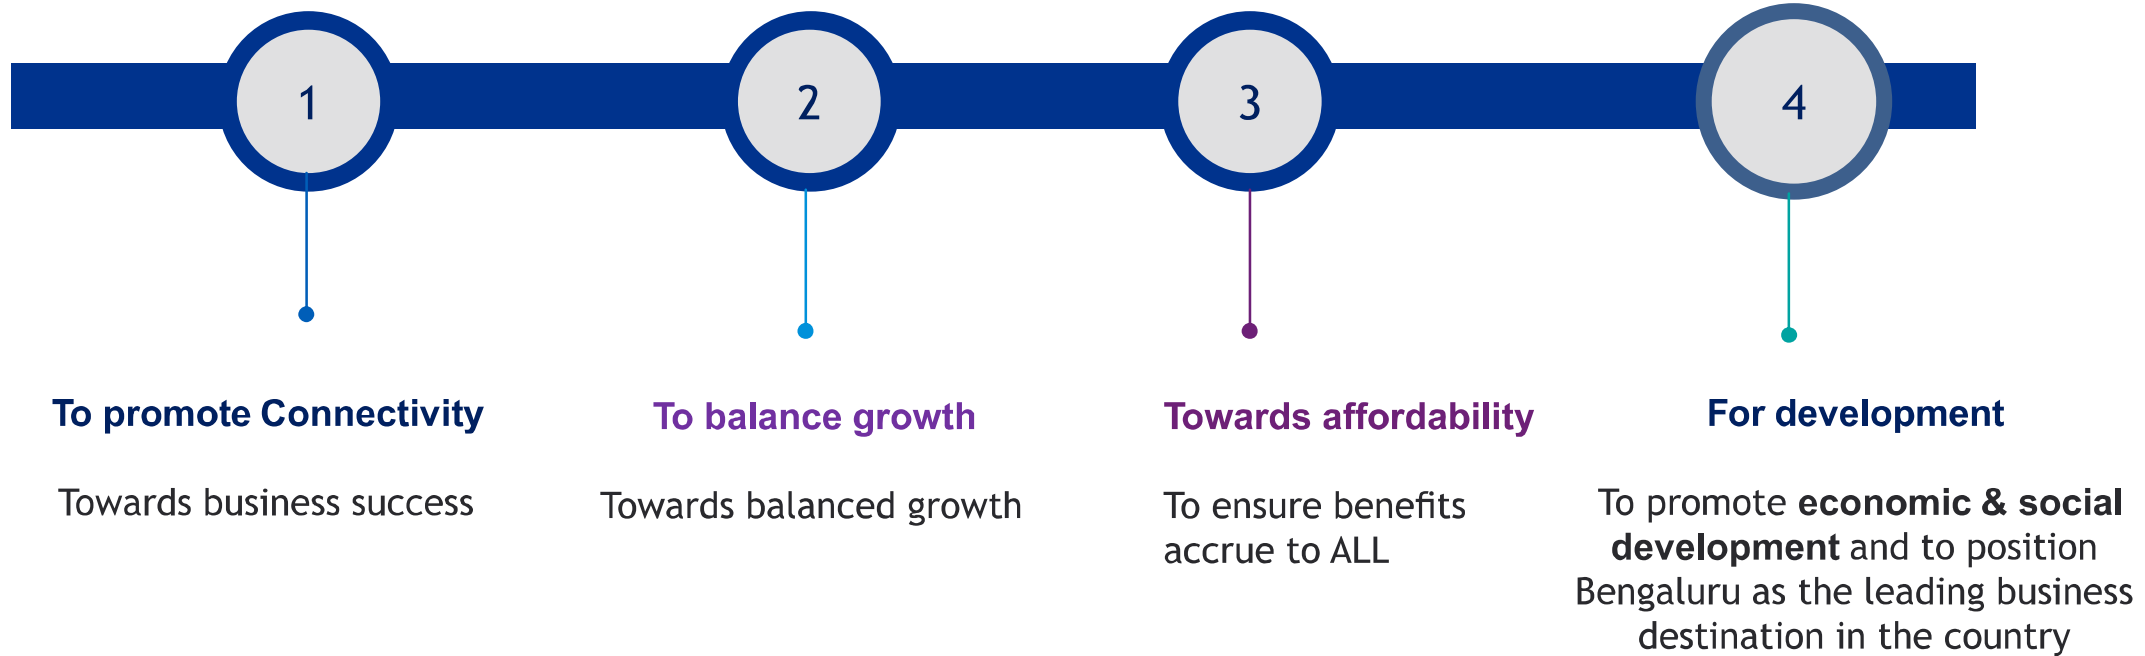 1
2
3
4
To promote Connectivity
Towards business success
To balance growth
Towards balanced growth
Towards affordability
To ensure benefits
accrue to ALL
For development
To promote economic & social
development and to position
Bengaluru as the leading business
destination in the country